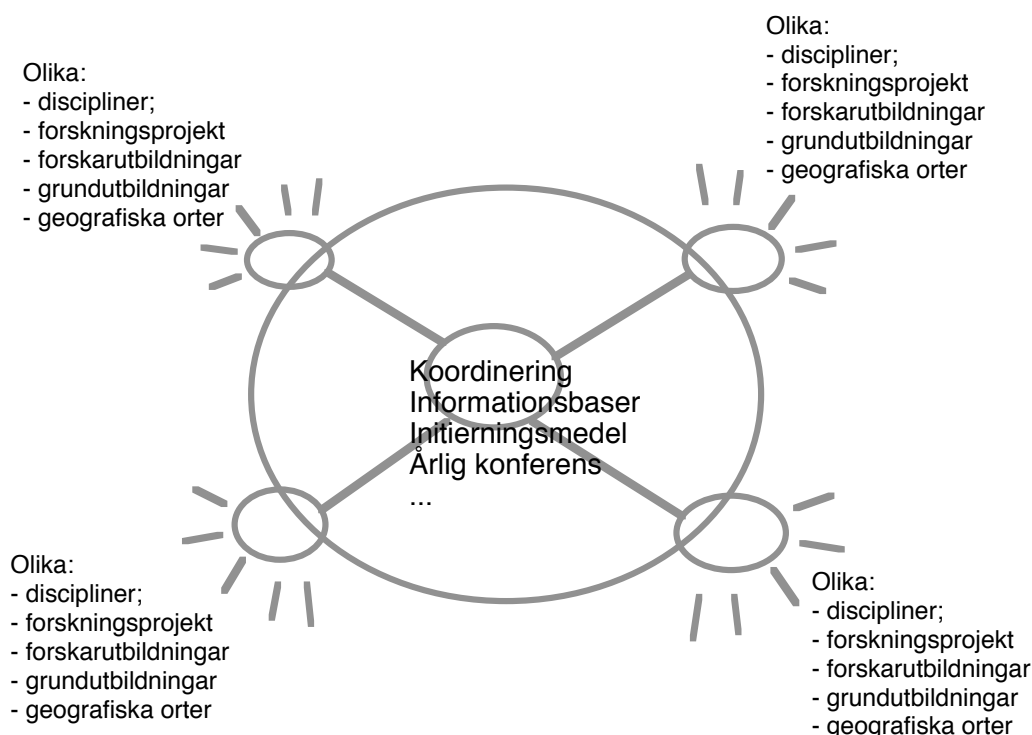 Olika:
- discipliner;
- forskningsprojekt
- forskarutbildningar
- grundutbildningar
- geografiska orter
Olika:
- discipliner;
- forskningsprojekt
- forskarutbildningar
- grundutbildningar
- geografiska orter
Koordinering
Informationsbaser
Initierningsmedel
Årlig konferens
...
Olika:
- discipliner;
- forskningsprojekt
- forskarutbildningar
- grundutbildningar
- geografiska orter
Olika:
- discipliner;
- forskningsprojekt
- forskarutbildningar
- grundutbildningar
- geografiska orter